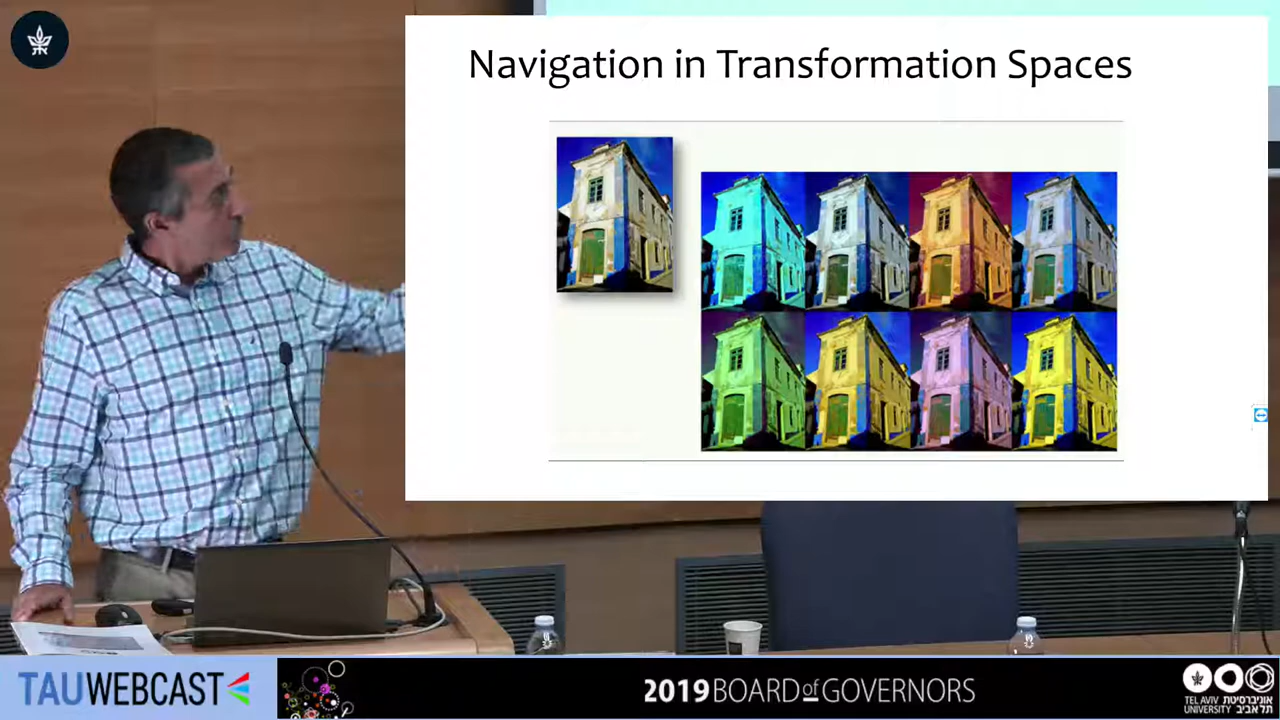 Navigation in Transformation Spaces
TAUWEBCAST
2019 BOARD of GOVERNORS
TEL AVIV אוניברסיטת
UNIVERSITY תל אביב